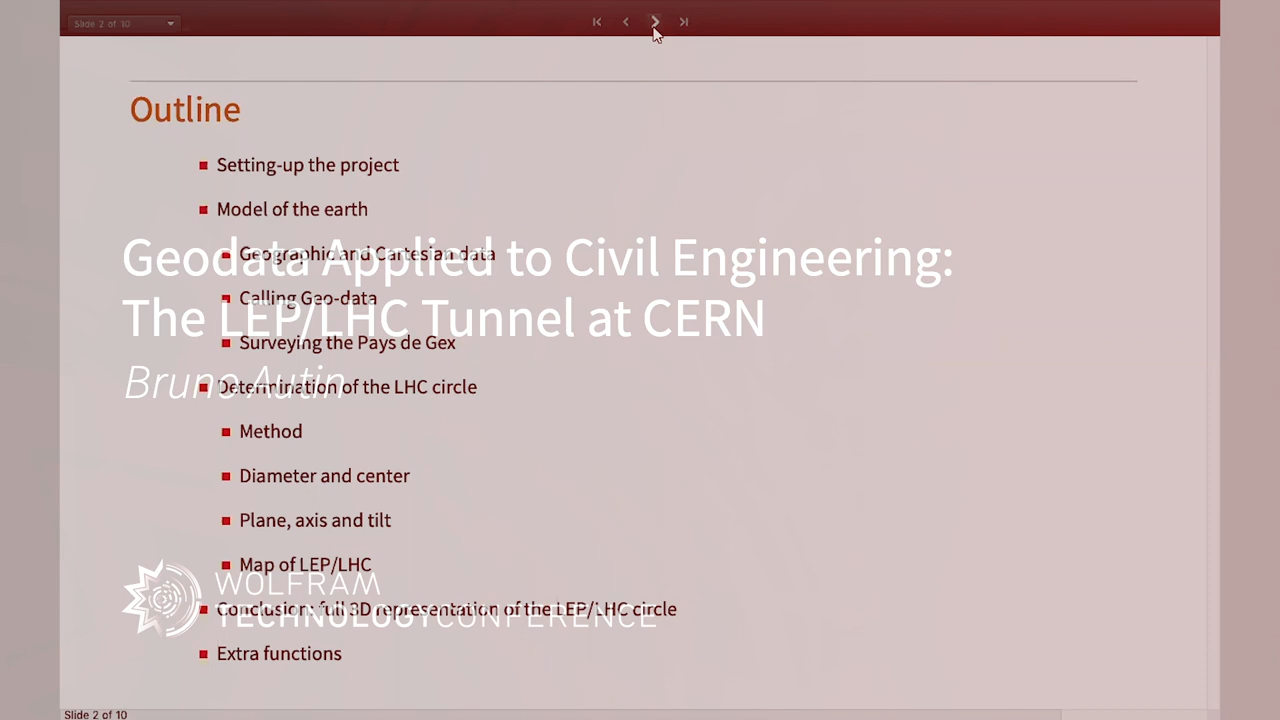 Slide 2 of 10
Outline
Setting-up the project
Model of the earth
Geographic and Cartesian data
Geodata Applied to Civil Engineering:
Calling Geo-data
The LEP/LHC Tunnel at CERN
Surveying the Pays de Gex
Bruno Autin
Determination of the LHC circle
Method
Diameter and center
Plane, axis and tilt
Map of LEP/LHC
WOLFRAM
Conclusion: full 3D representation of the LEP/LHC circle
TECHNOLOGYCONFERENCE
Extra functions
Slide 2 of 10